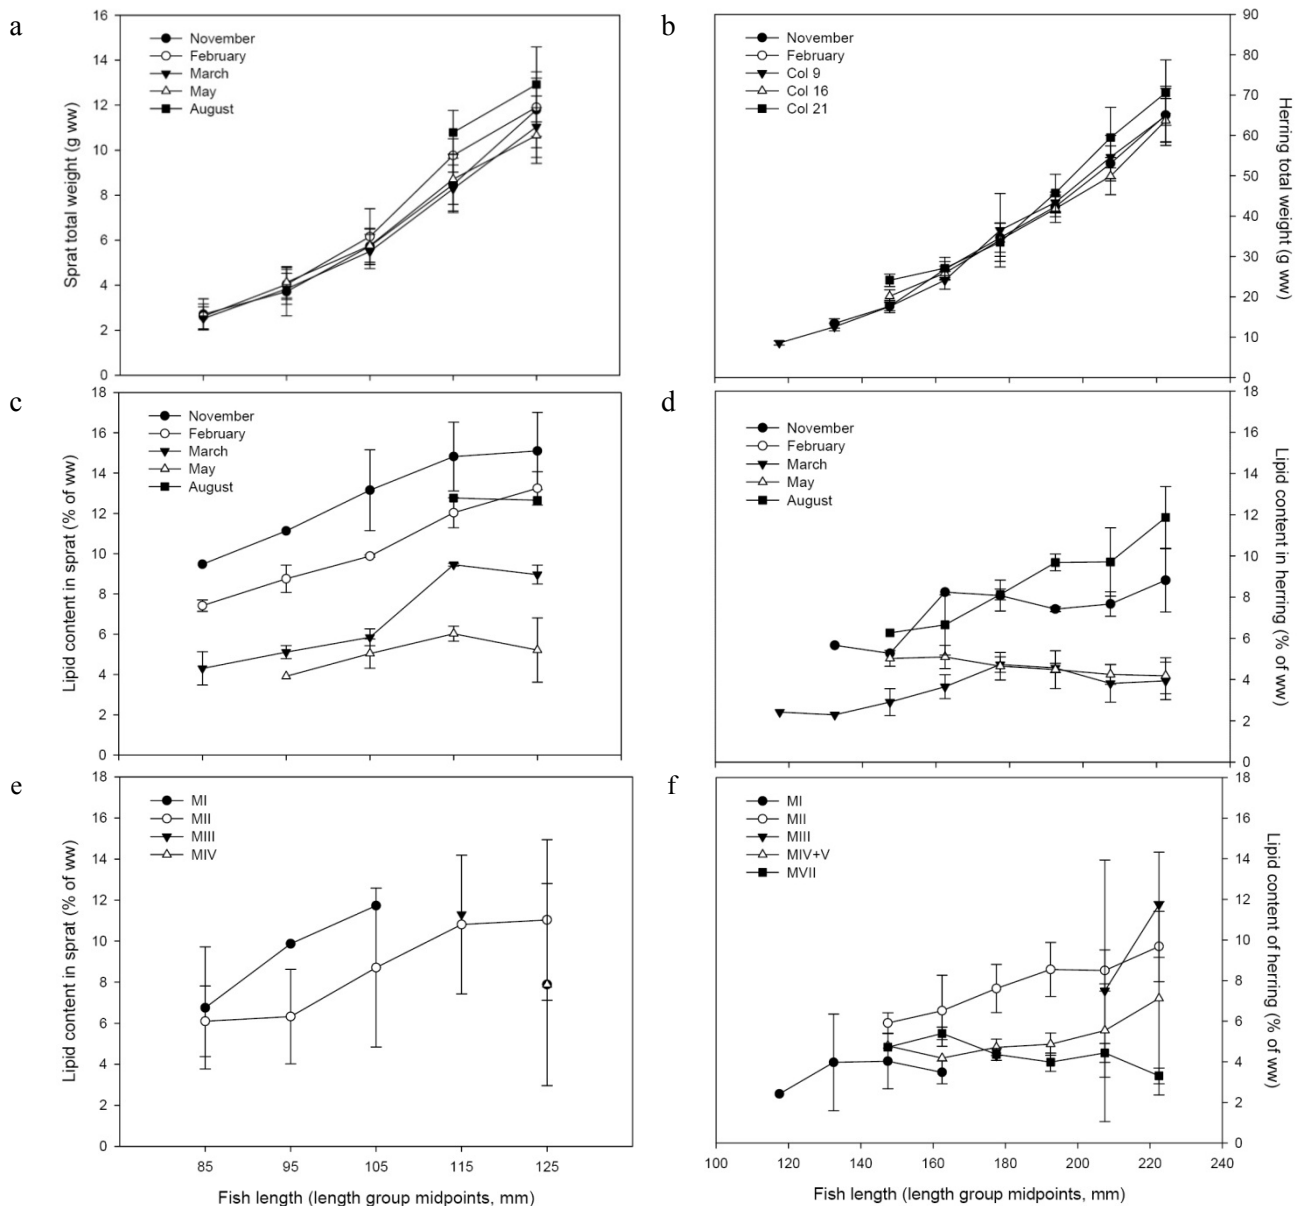 a
16
14
12
10
8
6
4
2
0
Sprat total weight (g ww)
November
February
March
May
August
b
90
80
70
60
50
40
30
20
10
0
Herring total weight (g ww)
November
February
Col 9
Col 16
Col 21
c
18
16
14
12
10
8
6
4
2
0
Lipid content in sprat (% of ww)
November
February
March
May
August
d
18
16
14
12
10
8
6
4
2
0
Lipid content in herring (% of ww)
November
February
March
May
August
e
18
16
14
12
10
8
6
4
2
0
Lipid content in sprat (% of ww)
MI
MII
MIII
MIV
85 95 105 115 125
Fish length (length group midpoints, mm)
f
18
16
14
12
10
8
6
4
2
0
Lipid content of herring (% of ww)
MI
MII
MIII
MIV+V
MVII
100 120 140 160 180 200 220 240
Fish length (length group midpoints, mm)